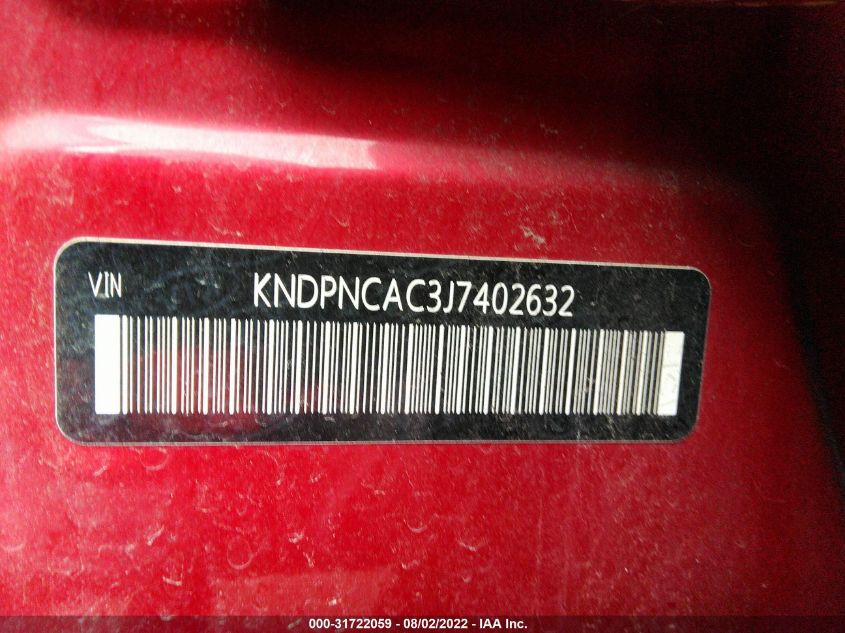 VIN
KNDPNCAC3J7402632
000-31722059 - 08/02/2022 - IAA Inc.